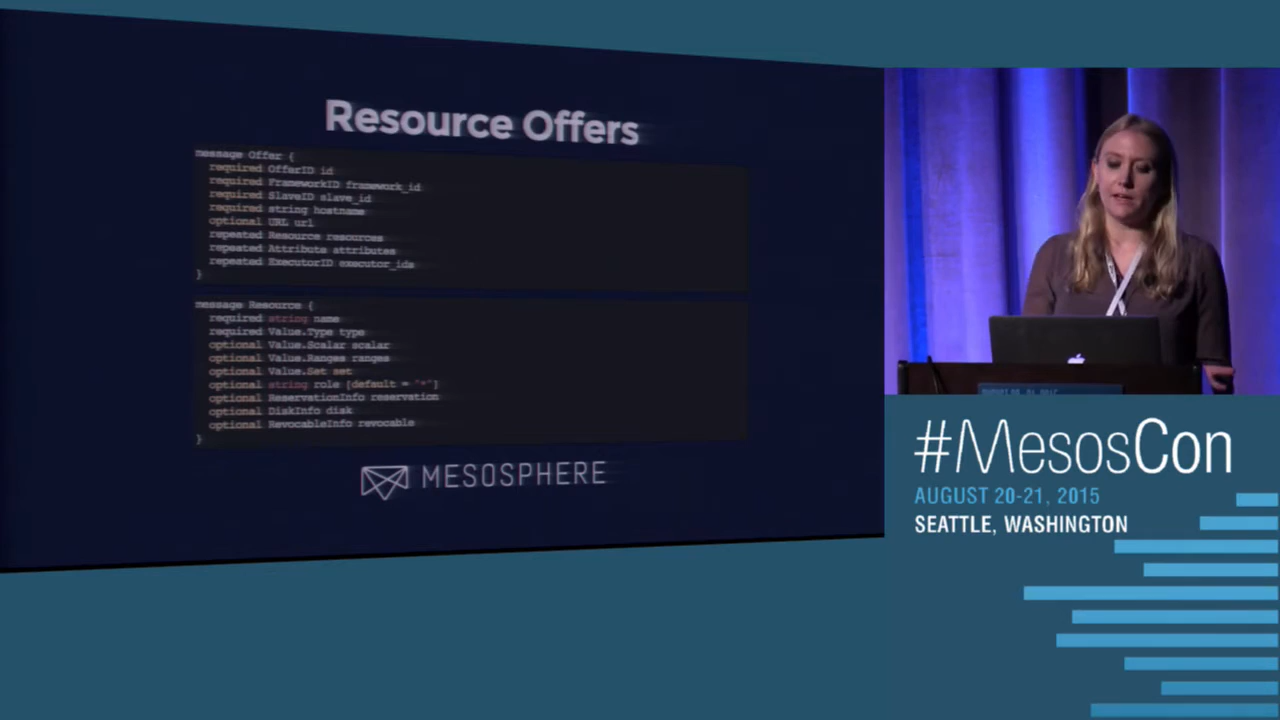 Resource Offers
message Offer {
required OfferID id
required FrameworkID framework_id
required SlaveID slave_id
required string hostname
optional URL url
repeated Resource resources
repeated Attribute attributes
repeated ExecutorID executor_ids
}
message Resource {
required string name
required Value.Type type
optional Value.Scalar scalar
optional Value.Ranges ranges
optional Value.Set set
optional string role [default = "*"]
optional ReservationInfo reservation
optional DiskInfo disk
optional RevocableInfo revocable
}
MESOSPHERE
#MesosCon
AUGUST 20-21, 2015
SEATTLE, WASHINGTON